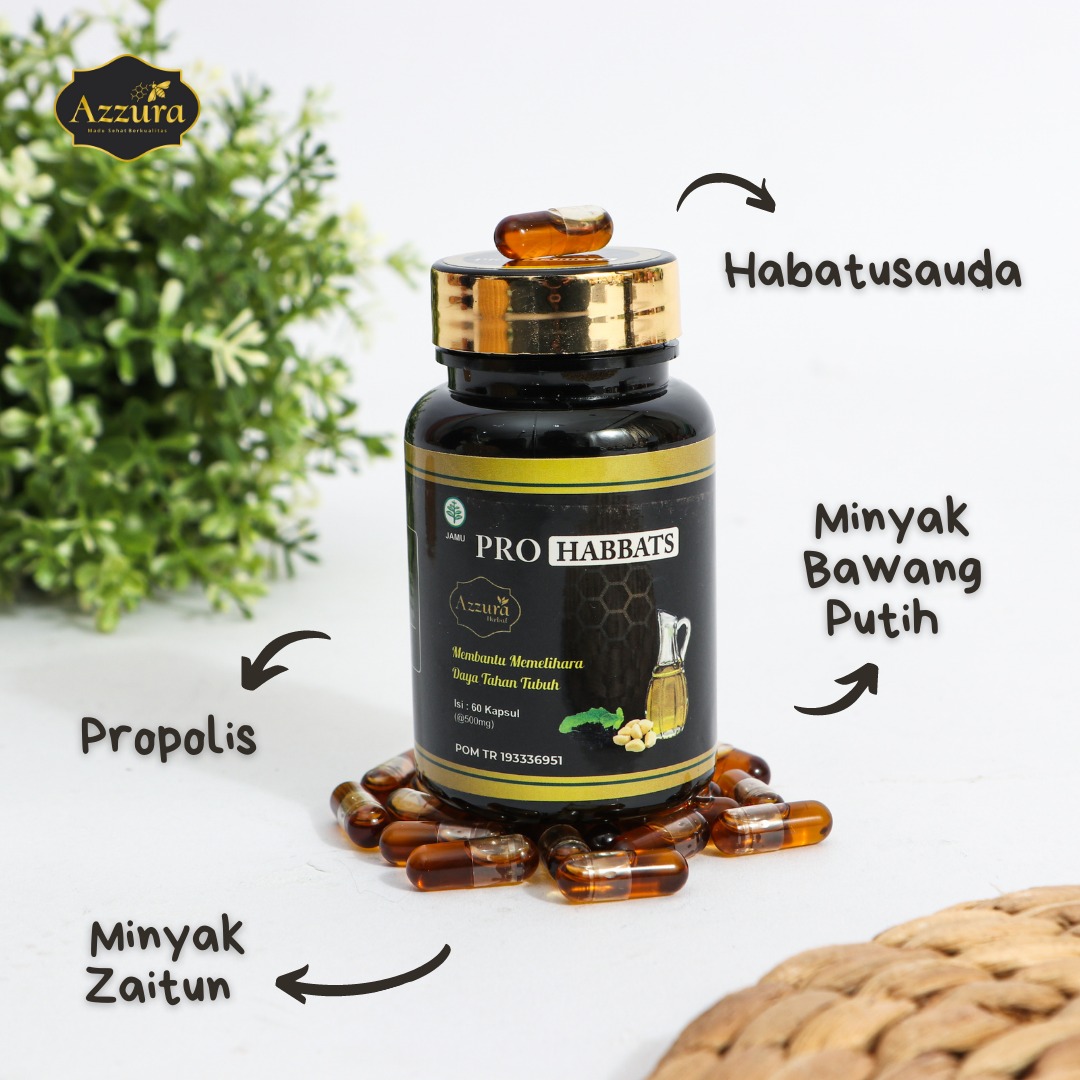 Azzura
Madu Sehat Berkualitas
Habatusauda
JAMU
PRO HABBATS
Azzura
Herbal
Membantu Memelihara
Daya Tahan Tubuh
Isi : 60 Kapsul
(@500mg)
POM TR 193336951
Minyak
Bawang
Putih
Propolis
Minyak
Zaitun